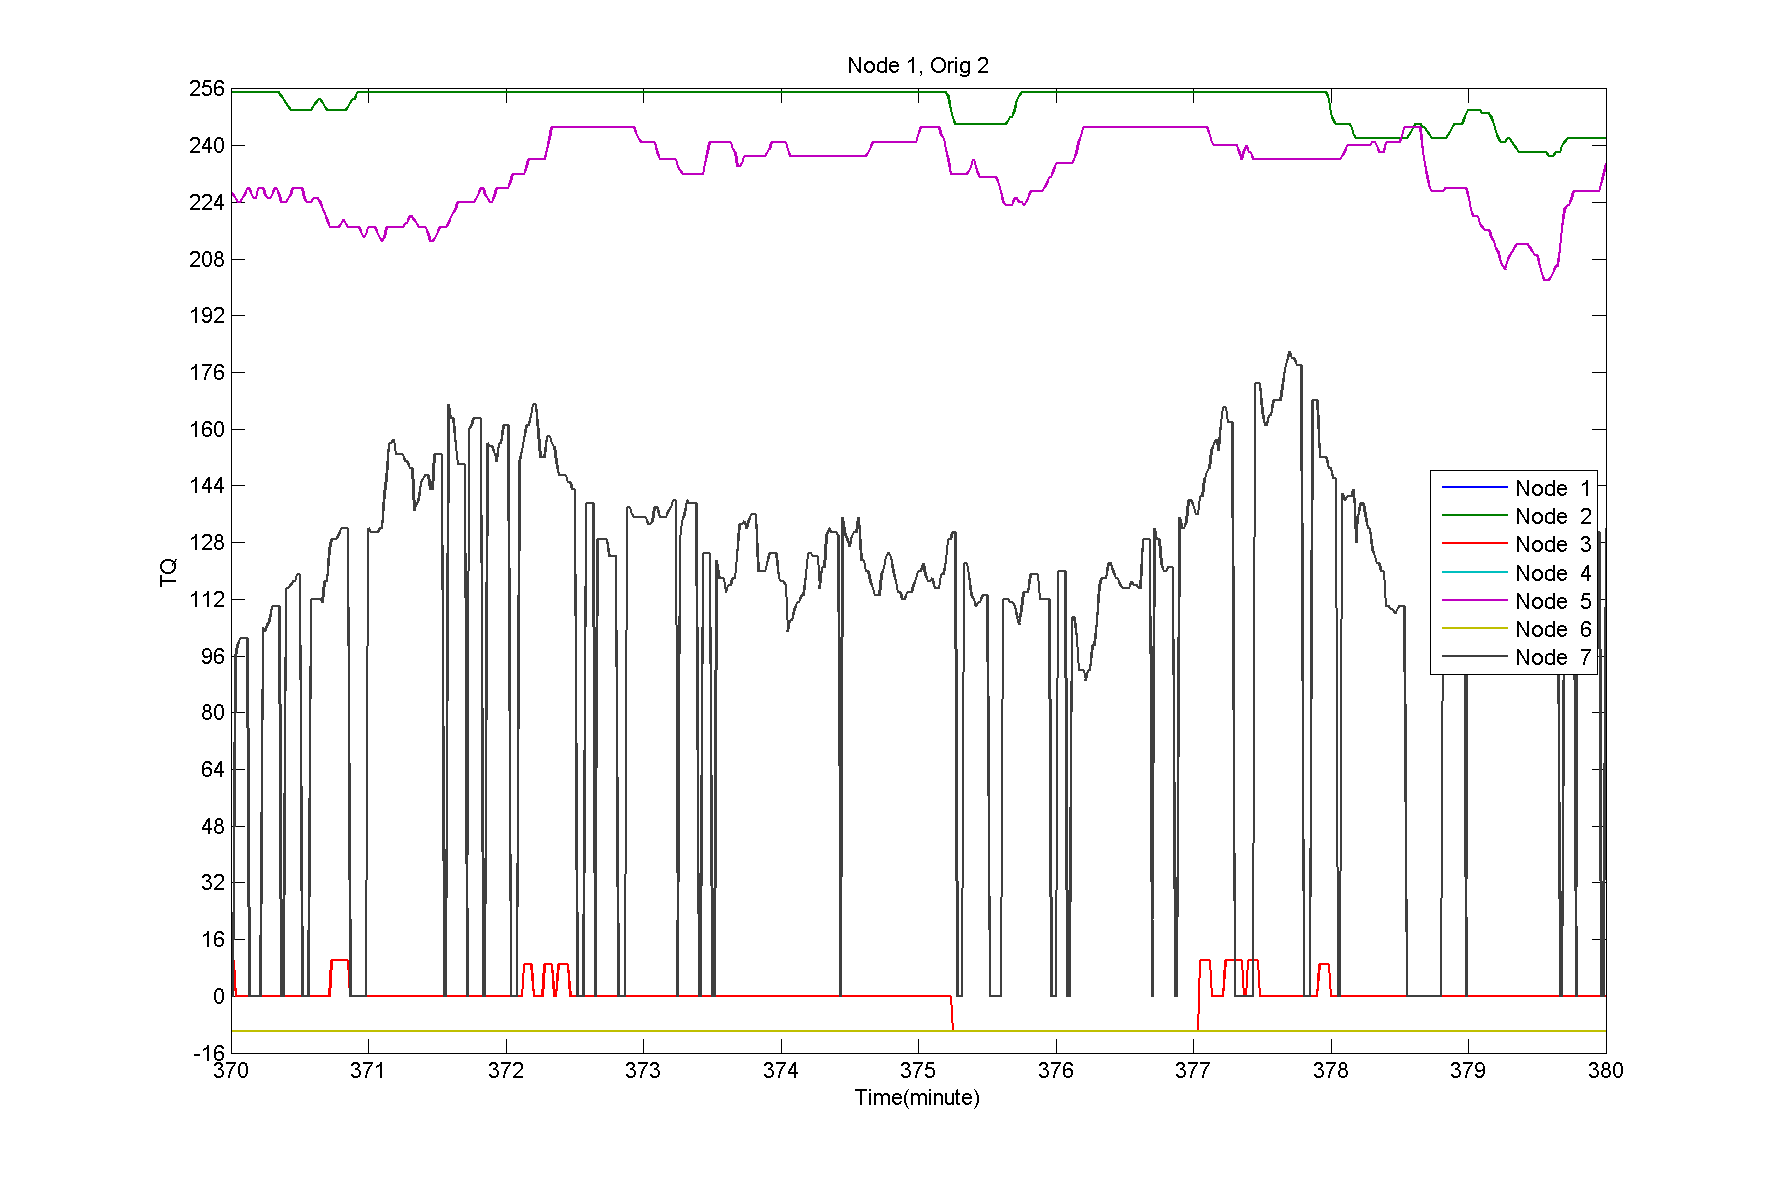 Node 1, Orig 2
256
240
224
208
192
176
160
144
128
112
96
80
64
48
32
16
0
-16
TQ
Node 1
Node 2
Node 3
Node 4
Node 5
Node 6
Node 7
370 371 372 373 374 375 376 377 378 379 380
Time(minute)